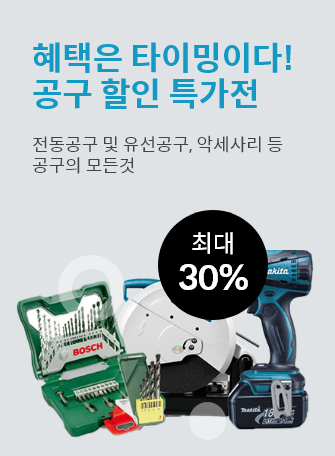 혜택은 타이밍이다!
공구 할인 특가전
전동공구 및 유선공구, 악세사리 등
공구의 모든것
최대
30%
makita
BOSCH
makita